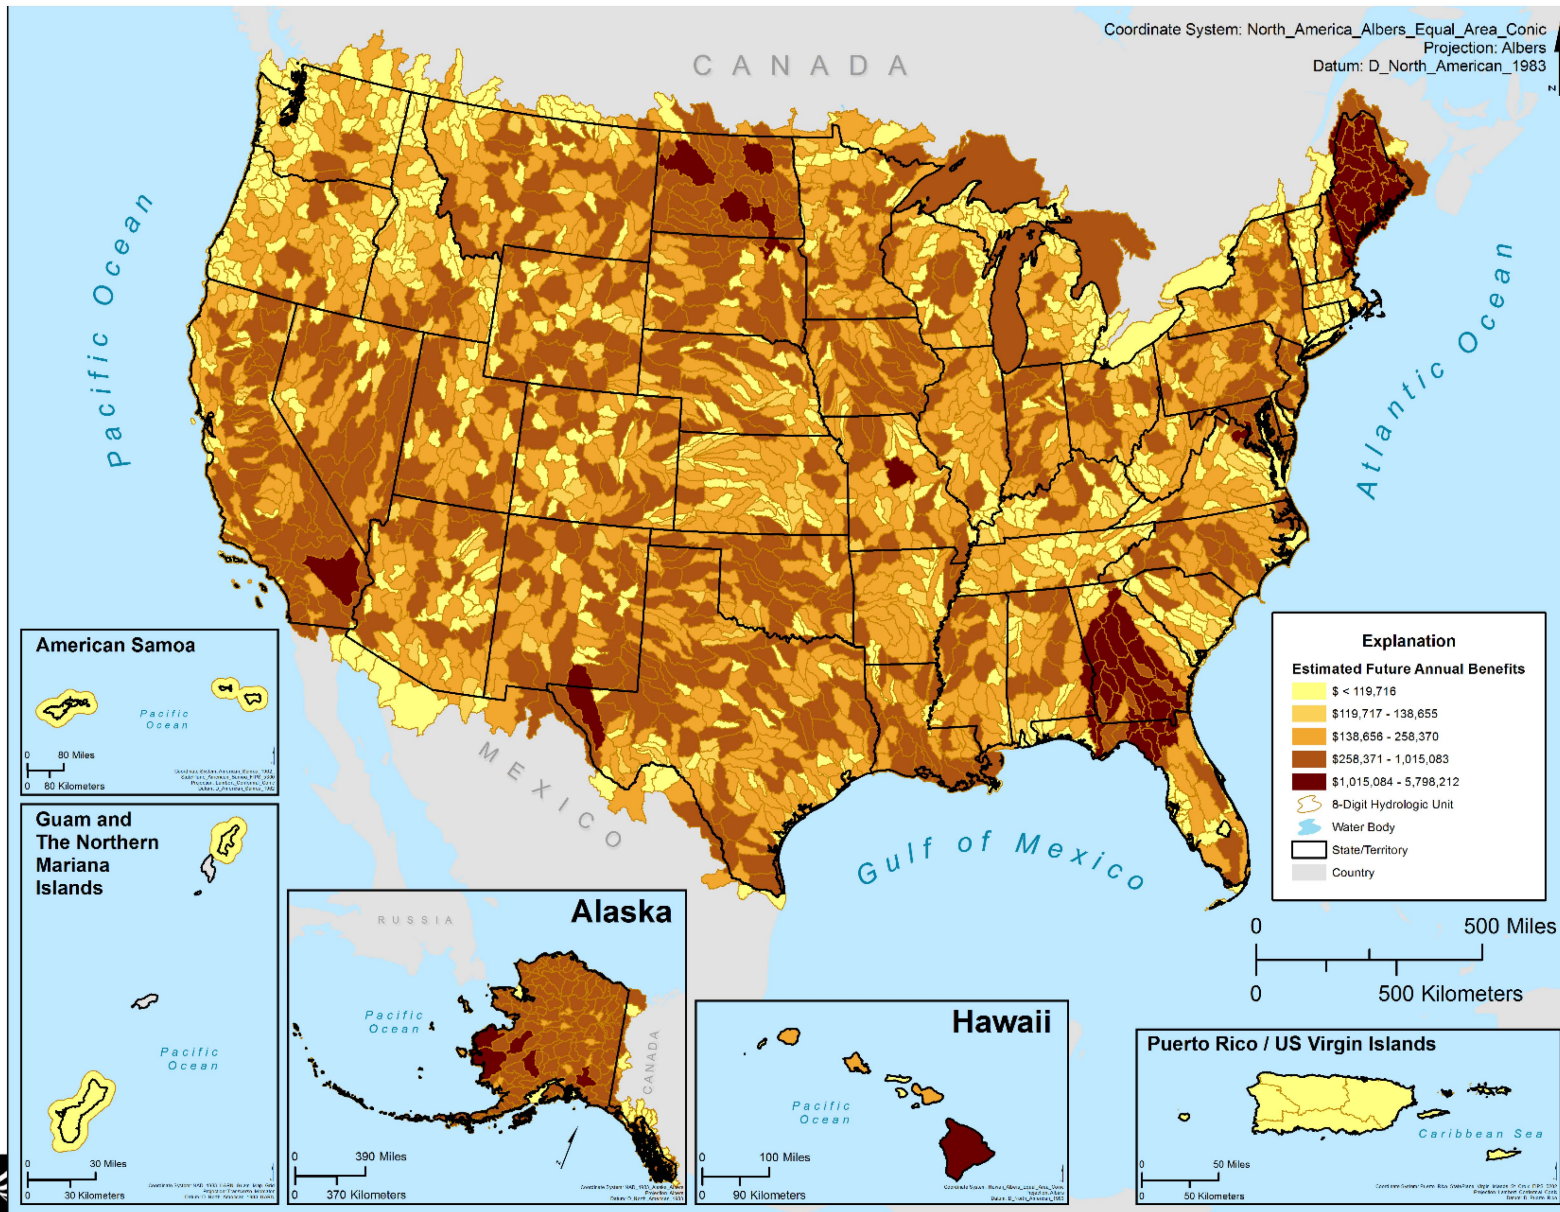 Coordinate System: North_America_Albers_Equal_Area_Conic
Projection: Albers
Datum: D_North_American_1983
z
CANADA
Pacific Ocean
Atlantic Ocean
MEXICO
Gulf of Mexico
Explanation
Estimated Future Annual Benefits
$ < 119,716
$119,717 - 138,655
$138,656 - 258,370
$258,371 - 1,015,083
$1,015,084 - 5,798,212
8-Digit Hydrologic Unit
Water Body
State/Territory
Country
0 500 Miles
0 500 Kilometers
American Samoa
Pacific
Ocean
0 80 Miles
0 80 Kilometers
Guam and
The Northern
Mariana
Islands
Pacific
Ocean
0 30 Miles
0 30 Kilometers
Alaska
RUSSIA
Pacific
Ocean
CANADA
0 390 Miles
0 370 Kilometers
Hawaii
Pacific
Ocean
0 100 Miles
0 90 Kilometers
Puerto Rico / US Virgin Islands
Caribbean Sea
0 50 Miles
0 50 Kilometers